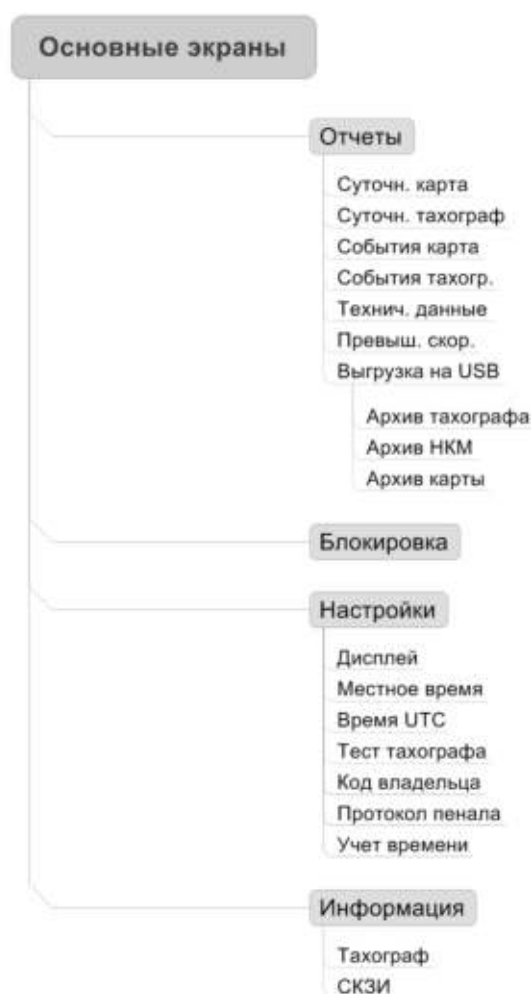 Основные экраны
Отчеты
Суточн. карта
Суточн. тахограф
События карта
События тахогр.
Технич. данные
Превыш. скор.
Выгрузка на USB
Архив тахографа
Архив НКМ
Архив карты
Блокировка
Настройки
Дисплей
Местное время
Время UTC
Тест тахографа
Код владельца
Протокол пенала
Учет времени
Информация
Тахограф
СКЗИ